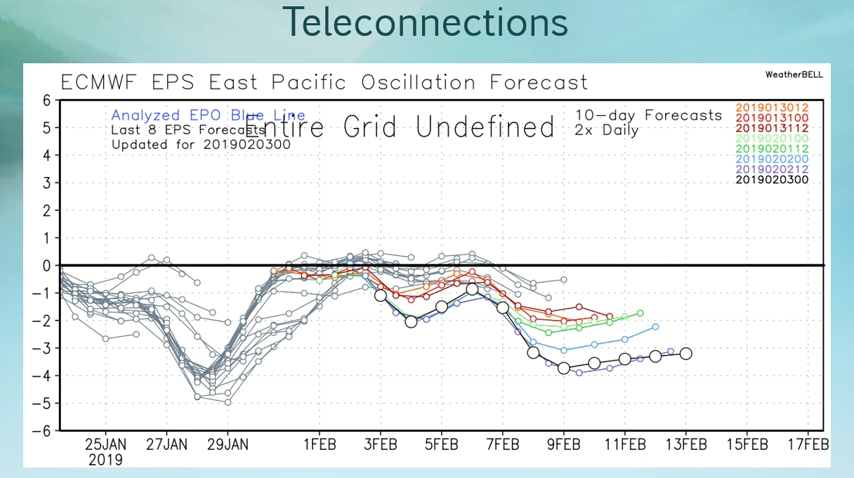 Teleconnections
WeatherBELL
ECMWF EPS East Pacific Oscillation Forecast
Analyzed EPO Blue Line
Last 8 EPS Forecasts
Updated for 2019020300
Entire Grid Undefined
10-day Forecasts
2x Daily
2019013012
2019013100
2019013112
2019020100
2019020112
2019020200
2019020212
2019020300
6
5
4
3
2
1
0
-1
-2
-3
-4
-5
-6
25JAN 27JAN 29JAN 1FEB 3FEB 5FEB 7FEB 9FEB 11FEB 13FEB 15FEB 17FEB
2019